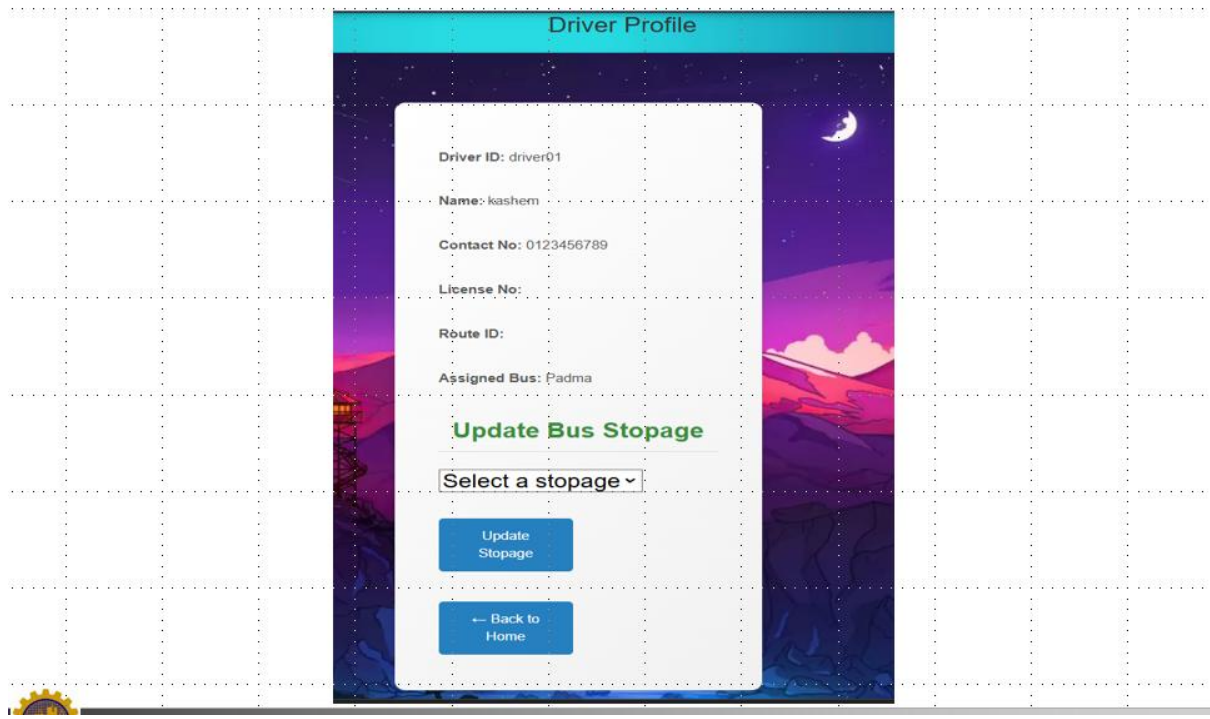 Driver Profile
Driver ID: driver01
Name: kashem
Contact No: 0123456789
License No:
Route ID:
Assigned Bus: Padma
Update Bus Stopage
Select a stopage
Update
Stopage
← Back to
Home